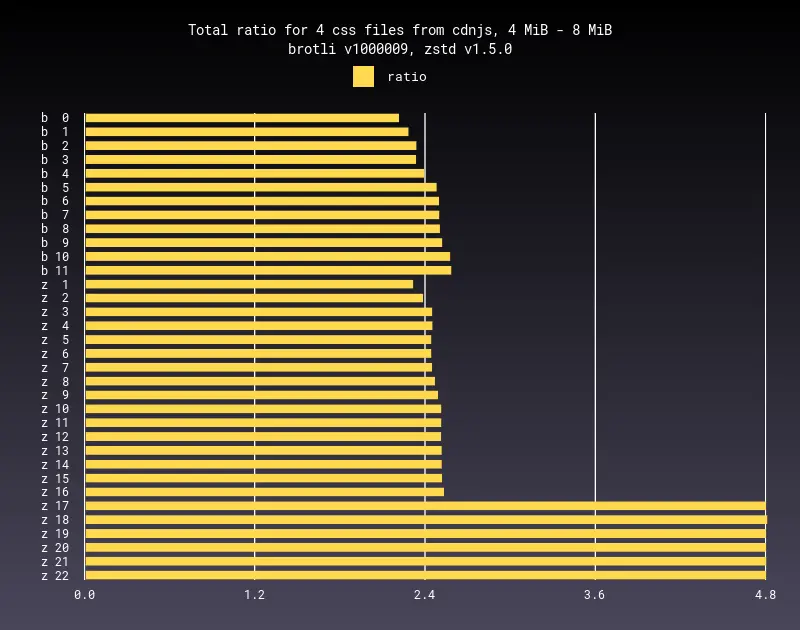 Total ratio for 4 css files from cdnjs, 4 MiB - 8 MiB
brotli v1000009, zstd v1.5.0
ratio
b 0
b 1
b 2
b 3
b 4
b 5
b 6
b 7
b 8
b 9
b 10
b 11
z 1
z 2
z 3
z 4
z 5
z 6
z 7
z 8
z 9
z 10
z 11
z 12
z 13
z 14
z 15
z 16
z 17
z 18
z 19
z 20
z 21
z 22
0.0 1.2 2.4 3.6 4.8